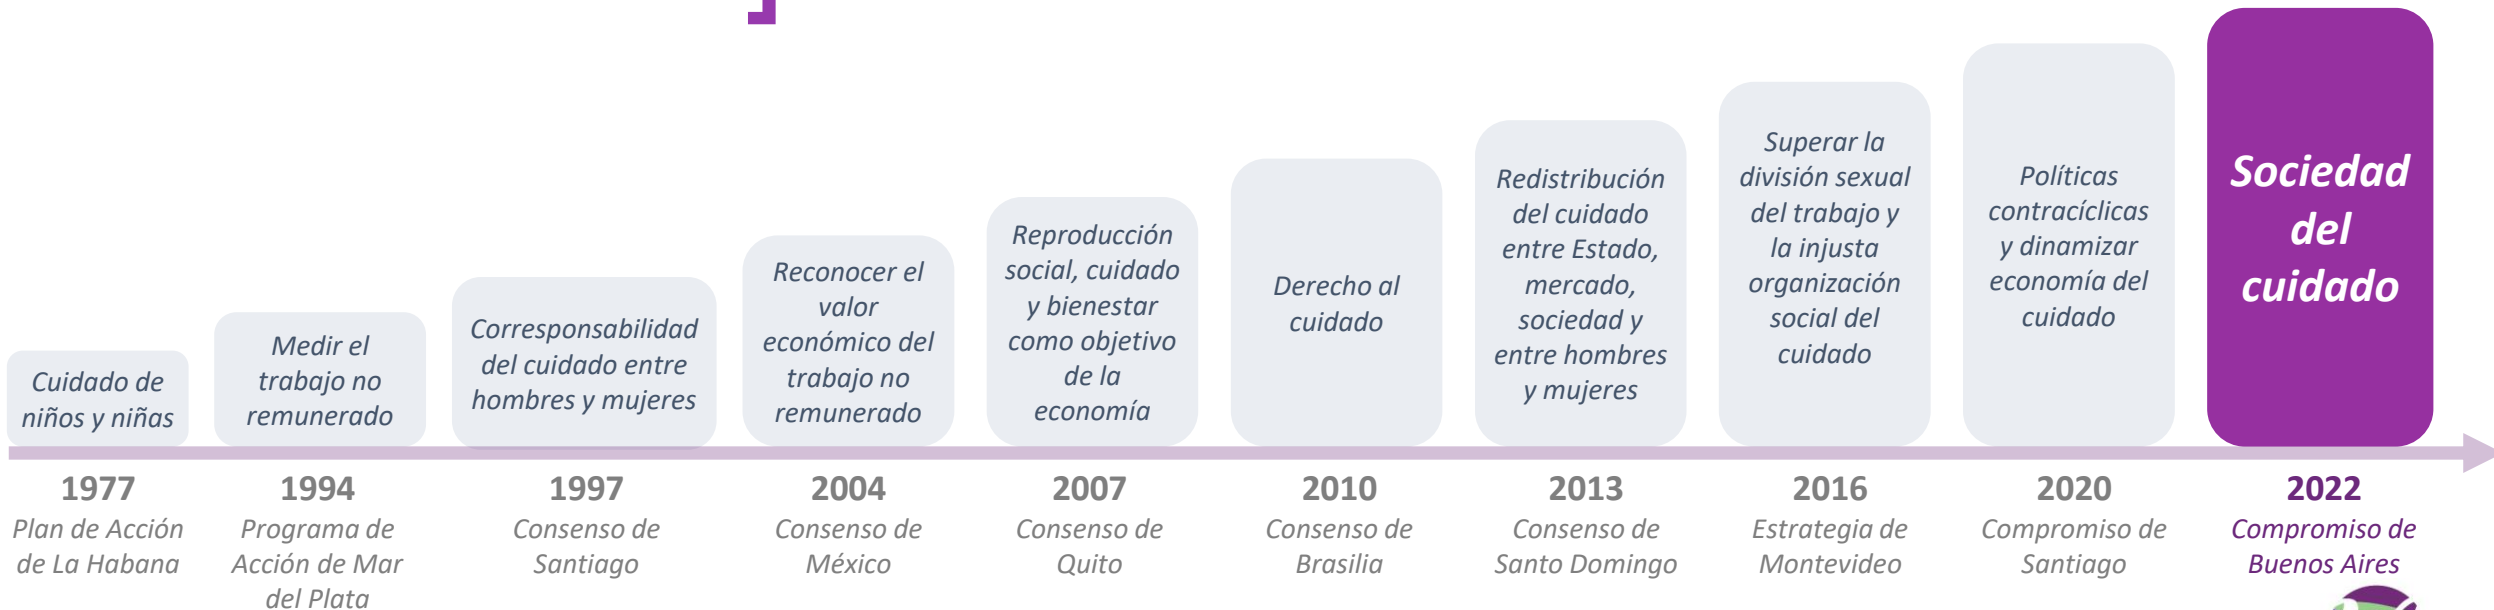 Cuidado de
niños y niñas
1977
Plan de Acción
de La Habana
Medir el
trabajo no
remunerado
1994
Programa de
Acción de Mar
del Plata
Corresponsabilidad
del cuidado entre
hombres y mujeres
1997
Consenso de
Santiago
Reconocer el
valor
económico del
trabajo no
remunerado
2004
Consenso de
México
Reproducción
social, cuidado
y bienestar
como objetivo
de la
economía
2007
Consenso de
Quito
Derecho al
cuidado
2010
Consenso de
Brasilia
Redistribución
del cuidado
entre Estado,
mercado,
sociedad y
entre hombres
y mujeres
2013
Consenso de
Santo Domingo
Superar la
división sexual
del trabajo y
la injusta
organización
social del
cuidado
2016
Estrategia de
Montevideo
Políticas
contracíclicas
y dinamizar
economía del
cuidado
2020
Compromiso de
Santiago
Sociedad
del
cuidado
2022
Compromiso de
Buenos Aires